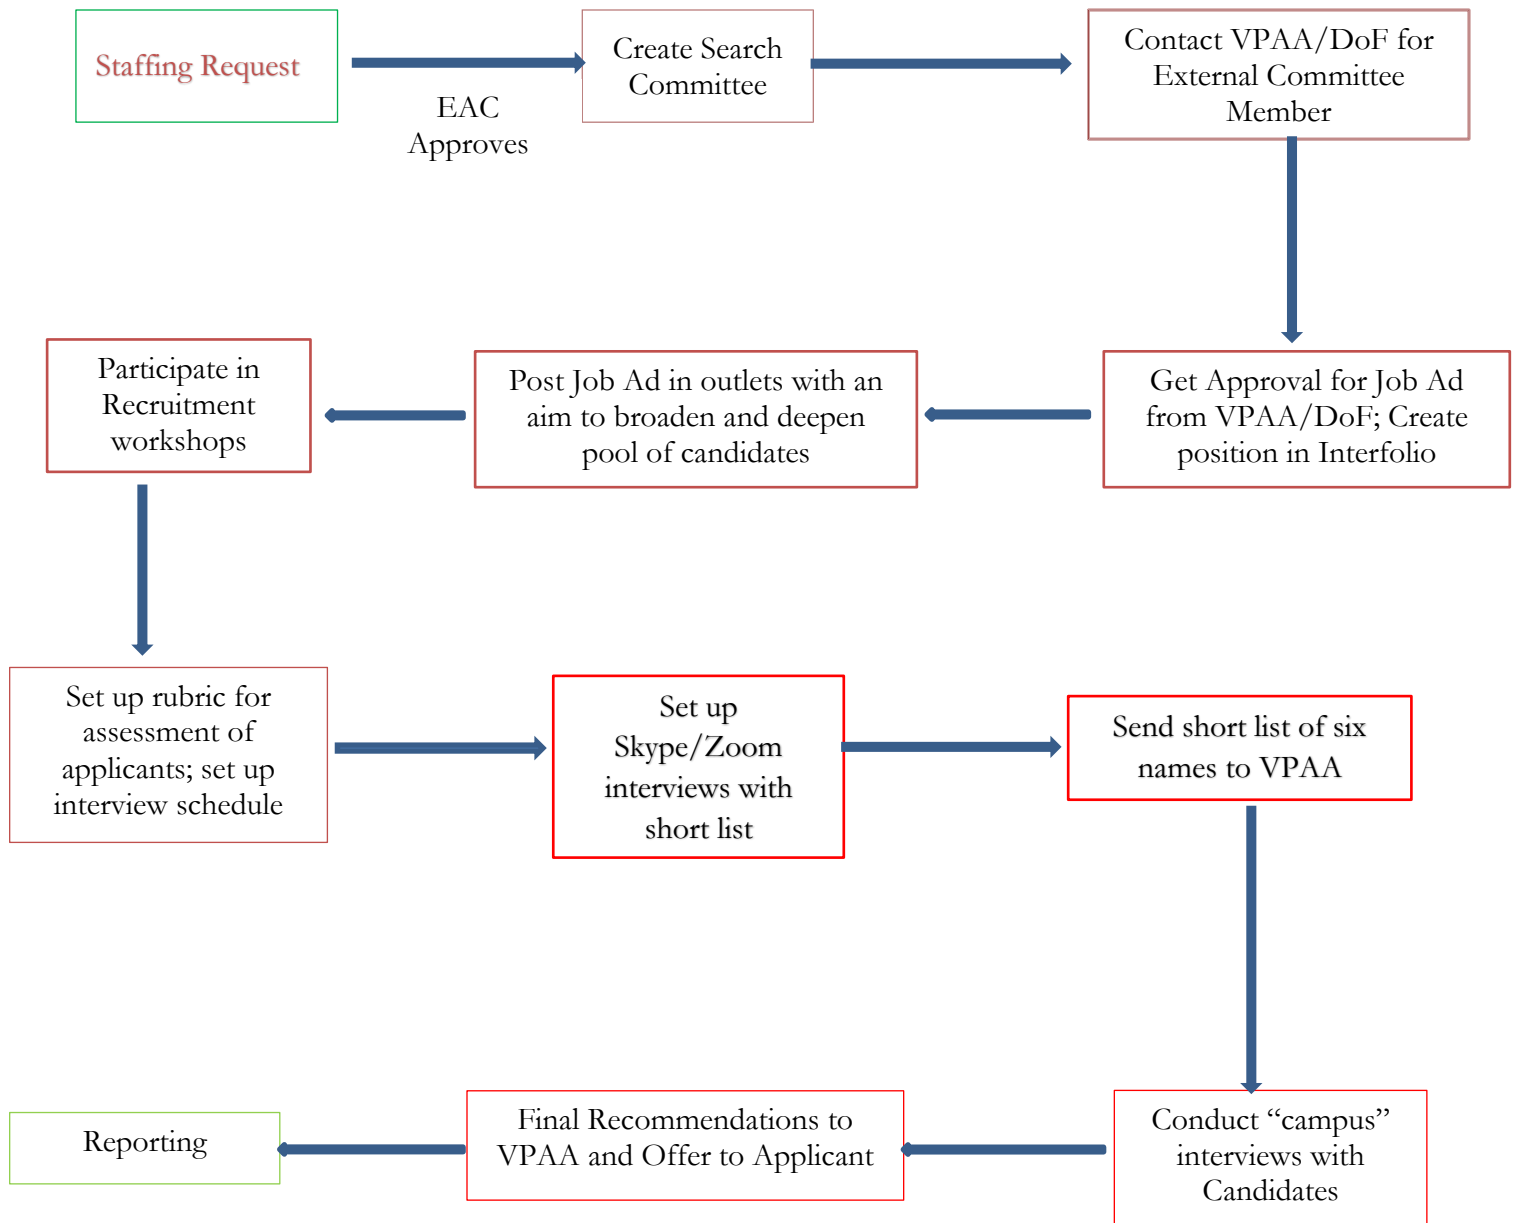 Staffing Request
EAC
Approves
Create Search
Committee
Contact VPAA/DoF for
External Committee
Member
Get Approval for Job Ad
from VPAA/DoF; Create
position in Interfolio
Post Job Ad in outlets with an
aim to broaden and deepen
pool of candidates
Participate in
Recruitment
workshops
Set up rubric for
assessment of
applicants; set up
interview schedule
Set up
Skype/Zoom
interviews with
short list
Send short list of six
names to VPAA
Conduct “campus”
interviews with
Candidates
Final Recommendations to
VPAA and Offer to Applicant
Reporting